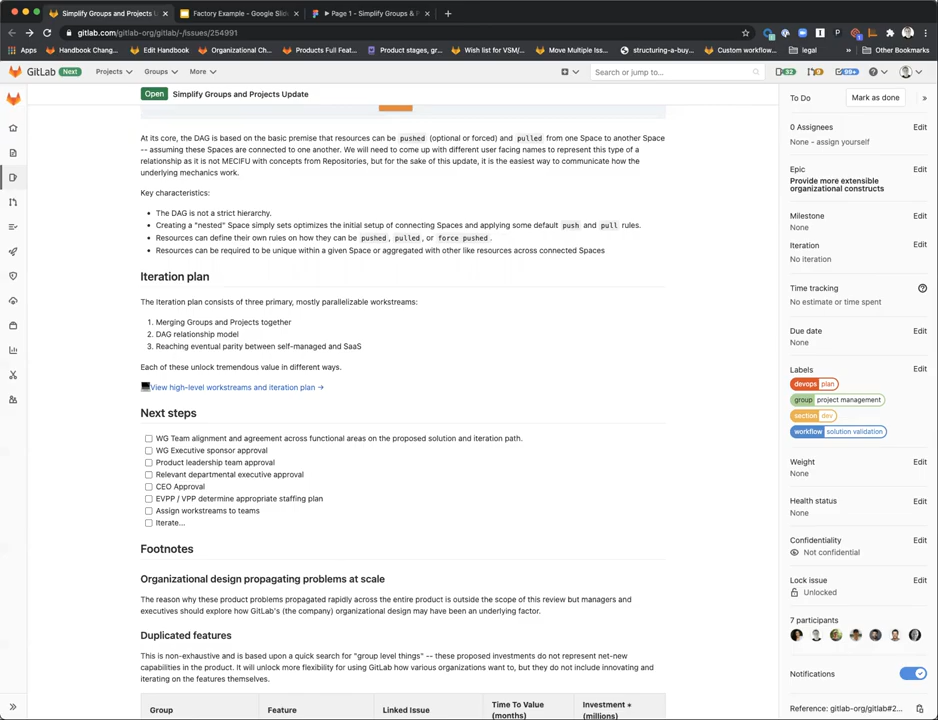 Simplify Groups and Projects U
Factory Example - Google Slid
▶ Page 1 - Simplify Groups & P
gitlab.com/gitlab-org/gitlab/-/issues/254991
Apps
Handbook Chang...
Edit Handbook
Organizational Ch...
Products Full Feat...
Product stages, gr...
Wish list for VSM/...
Move Multiple Iss...
structuring-a-buy...
Custom workflow...
legal
»
Other Bookmarks
GitLab
Next
Projects
Groups
More
Search or jump to...
32
9
99+
Open
Simplify Groups and Projects Update
At its core, the DAG is based on the basic premise that resources can be pushed (optional or forced) and pulled from one Space to another Space
-- assuming these Spaces are connected to one another. We will need to come up with different user facing names to represent this type of a
relationship as it is not MECIFU with concepts from Repositories, but for the sake of this update, it is the easiest way to communicate how the
underlying mechanics work.
Key characteristics:
• The DAG is not a strict hierarchy.
• Creating a "nested" Space simply sets optimizes the initial setup of connecting Spaces and applying some default push and pull rules.
• Resources can define their own rules on how they can be pushed, pulled, or force pushed.
• Resources can be required to be unique within a given Space or aggregated with other like resources across connected Spaces
Iteration plan
The Iteration plan consists of three primary, mostly parallelizable workstreams:
1. Merging Groups and Projects together
2. DAG relationship model
3. Reaching eventual parity between self-managed and SaaS
Each of these unlock tremendous value in different ways.
View high-level workstreams and iteration plan →
Next steps
WG Team alignment and agreement across functional areas on the proposed solution and iteration path.
WG Executive sponsor approval
Product leadership team approval
Relevant departmental executive approval
CEO Approval
EVPP / VPP determine appropriate staffing plan
Assign workstreams to teams
Iterate...
Footnotes
Organizational design propagating problems at scale
The reason why these product problems propagated rapidly across the entire product is outside the scope of this review but managers and
executives should explore how GitLab's (the company) organizational design may have been an underlying factor.
Duplicated features
This is non-exhaustive and is based upon a quick search for "group level things" -- these proposed investments do not represent net-new
capabilities in the product. It will unlock more flexibility for using GitLab how various organizations want to, but they do not include innovating and
iterating on the features themselves.
Group
Feature
Linked Issue
Time To Value
(months)
Investment *
(millions)
To Do
Mark as done
»
0 Assignees
Edit
None - assign yourself
Epic
Edit
Provide more extensible
organizational constructs
Milestone
Edit
None
Iteration
Edit
No iteration
Time tracking
No estimate or time spent
Due date
Edit
None
Labels
Edit
devops plan
group project management
section dev
workflow solution validation
Weight
Edit
None
Health status
Edit
None
Confidentiality
Edit
Not confidential
Lock issue
Edit
Unlocked
7 participants
Notifications
Reference: gitlab-org/gitlab#2...